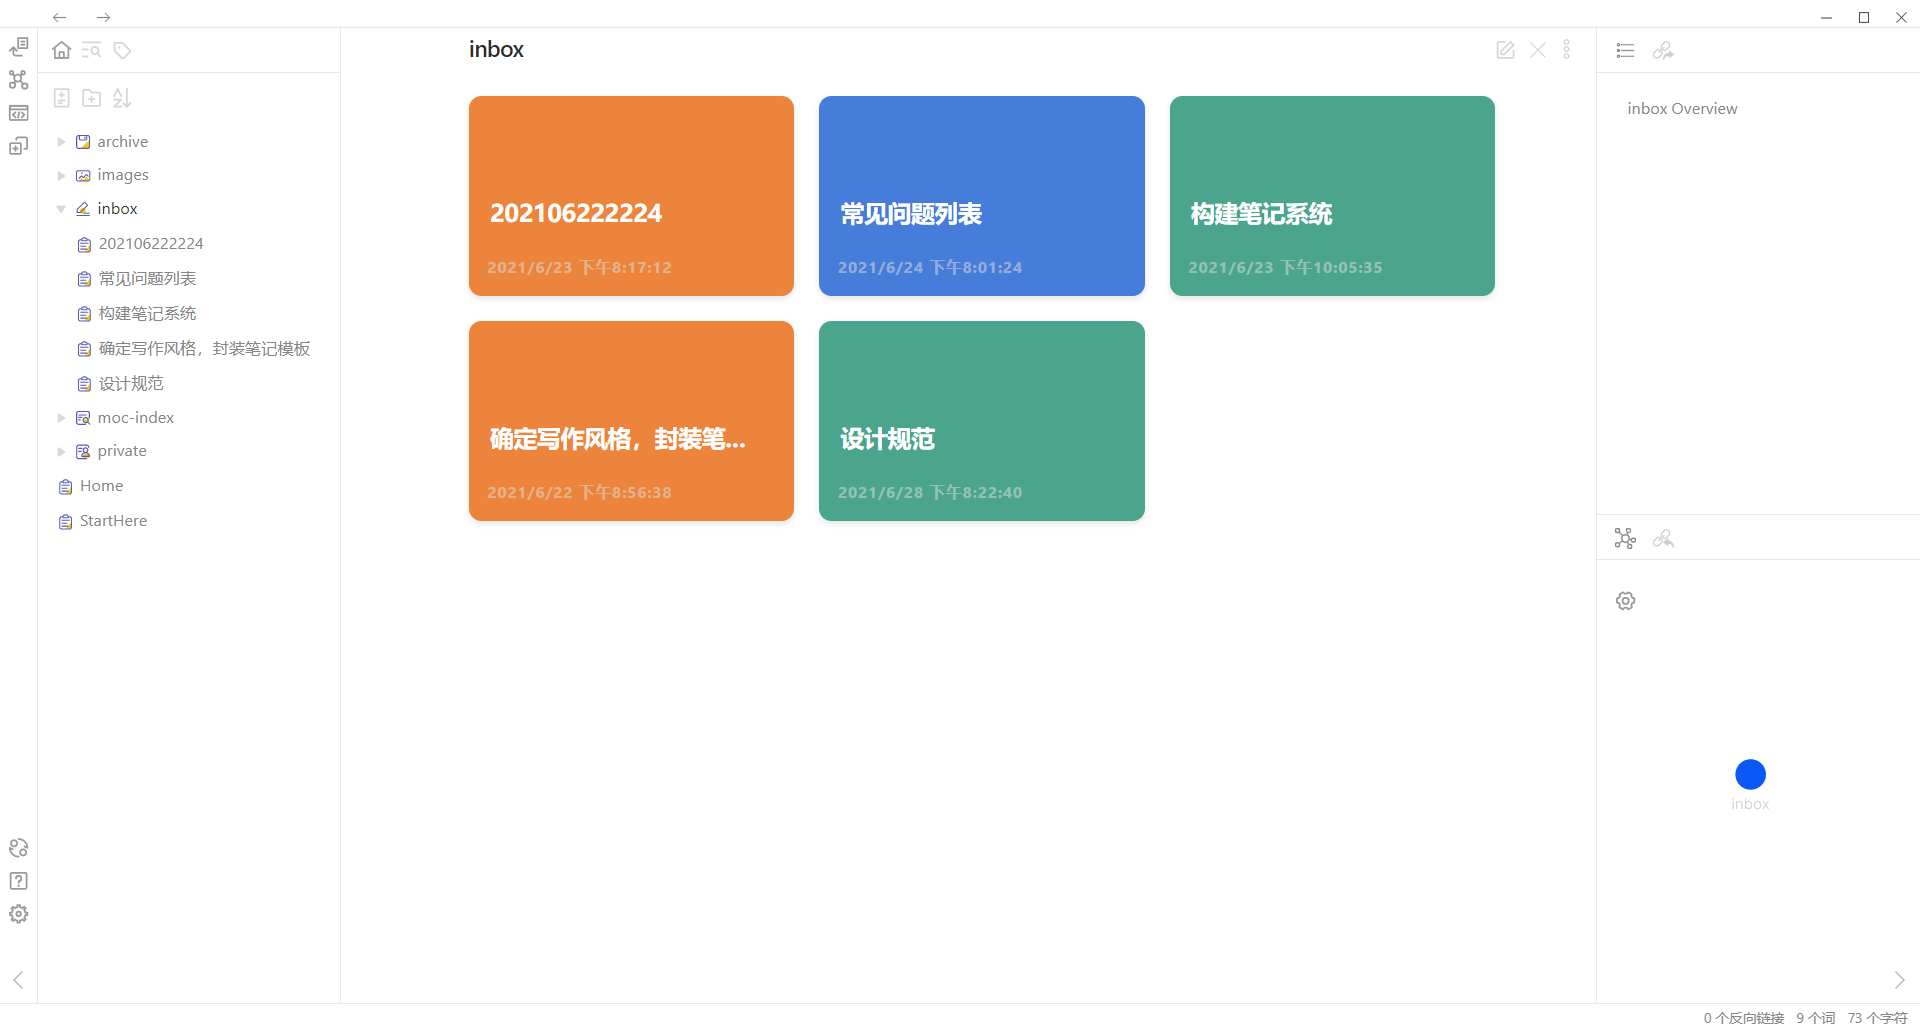 archive
images
inbox
202106222224
常见问题列表
构建笔记系统
确定写作风格，封装笔记模板
设计规范
moc-index
private
Home
StartHere
inbox
202106222224
2021/6/23 下午8:17:12
常见问题列表
2021/6/24 下午8:01:24
构建笔记系统
2021/6/23 下午10:05:35
确定写作风格，封装笔...
2021/6/22 下午8:56:38
设计规范
2021/6/28 下午8:22:40
inbox Overview
inbox
0 个反向链接 9 个词 73 个字符